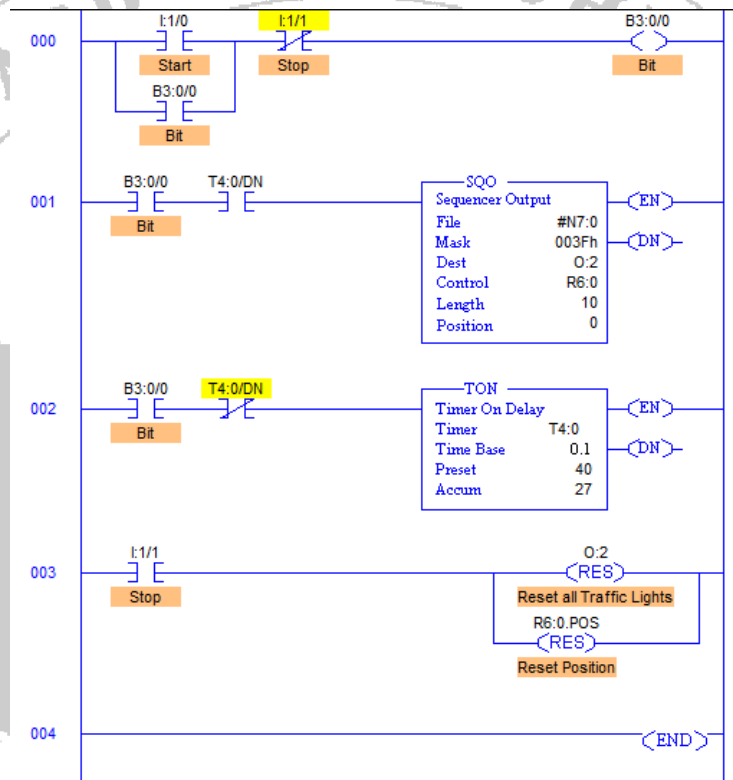 I:1/0 I:1/1 B3:0/0
000
Start Stop Bit
B3:0/0
Bit
B3:0/0 T4:0/DN SQO
001 Sequencer Output EN
Bit File #N7:0
Mask 003Fh DN
Dest O:2
Control R6:0
Length 10
Position 0
B3:0/0 T4:0/DN TON
002 Timer On Delay EN
Bit Timer T4:0
Time Base 0.1 DN
Preset 40
Accum 27
I:1/1 O:2
003 RES
Stop Reset all Traffic Lights
R6:0.POS
RES
Reset Position
004 END